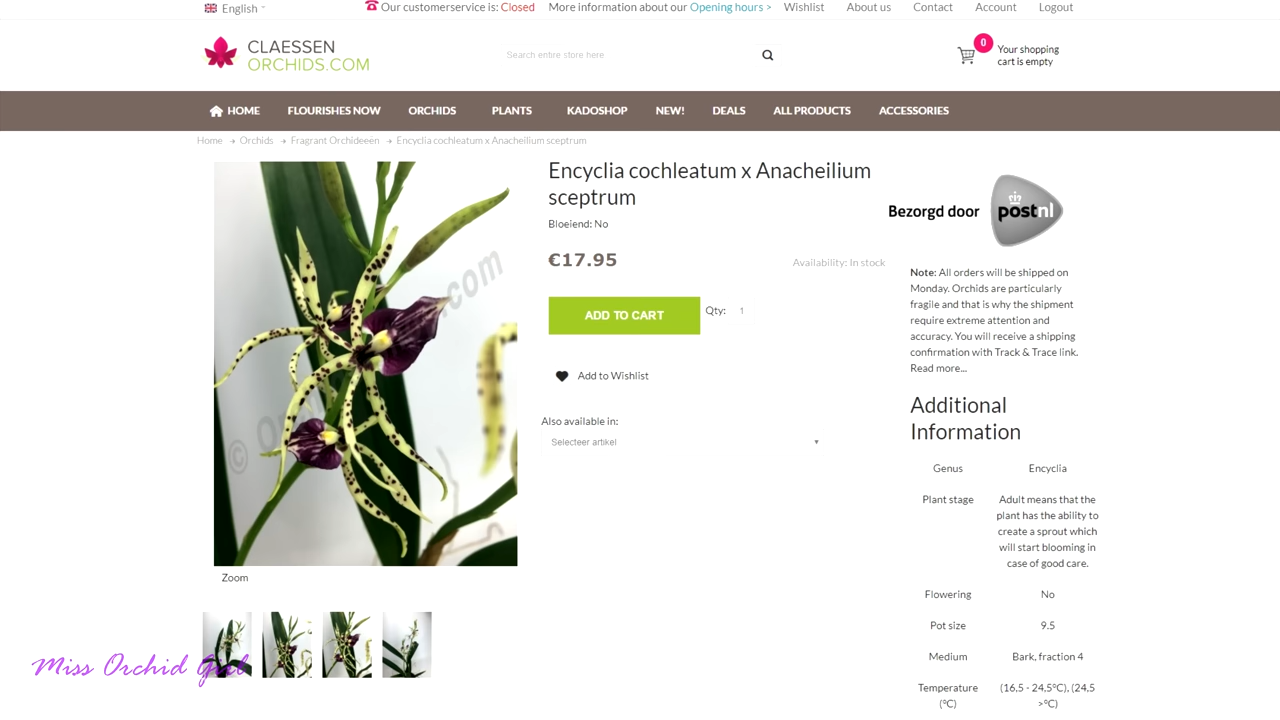 English
Our customerservice is: Closed
More information about our Opening hours >
Wishlist
About us
Contact
Account
Logout
CLAESSEN
ORCHIDS.COM
Search entire store here
0
Your shopping
cart is empty
HOME
FLOURISHES NOW
ORCHIDS
PLANTS
KADOSHOP
NEW!
DEALS
ALL PRODUCTS
ACCESSORIES
Home → Orchids → Fragrant Orchideeën → Encyclia cochleatum x Anacheilium sceptrum
Encyclia cochleatum x Anacheilium
sceptrum
Bloeiend: No
€17.95
Availability: In stock
ADD TO CART
Qty: 1
Add to Wishlist
Also available in:
Selecteer artikel
Zoom
Bezorgd door
postnl
Note: All orders will be shipped on
Monday. Orchids are particularly
fragile and that is why the shipment
require extreme attention and
accuracy. You will receive a shipping
confirmation with Track & Trace link.
Read more...
Additional
Information
Genus Encyclia
Plant stage Adult means that the
plant has the ability to
create a sprout which
will start blooming in
case of good care.
Flowering No
Pot size 9.5
Medium Bark, fraction 4
Temperature (16,5 - 24,5°C), (24,5
(°C) >°C)
Miss Orchid Girl